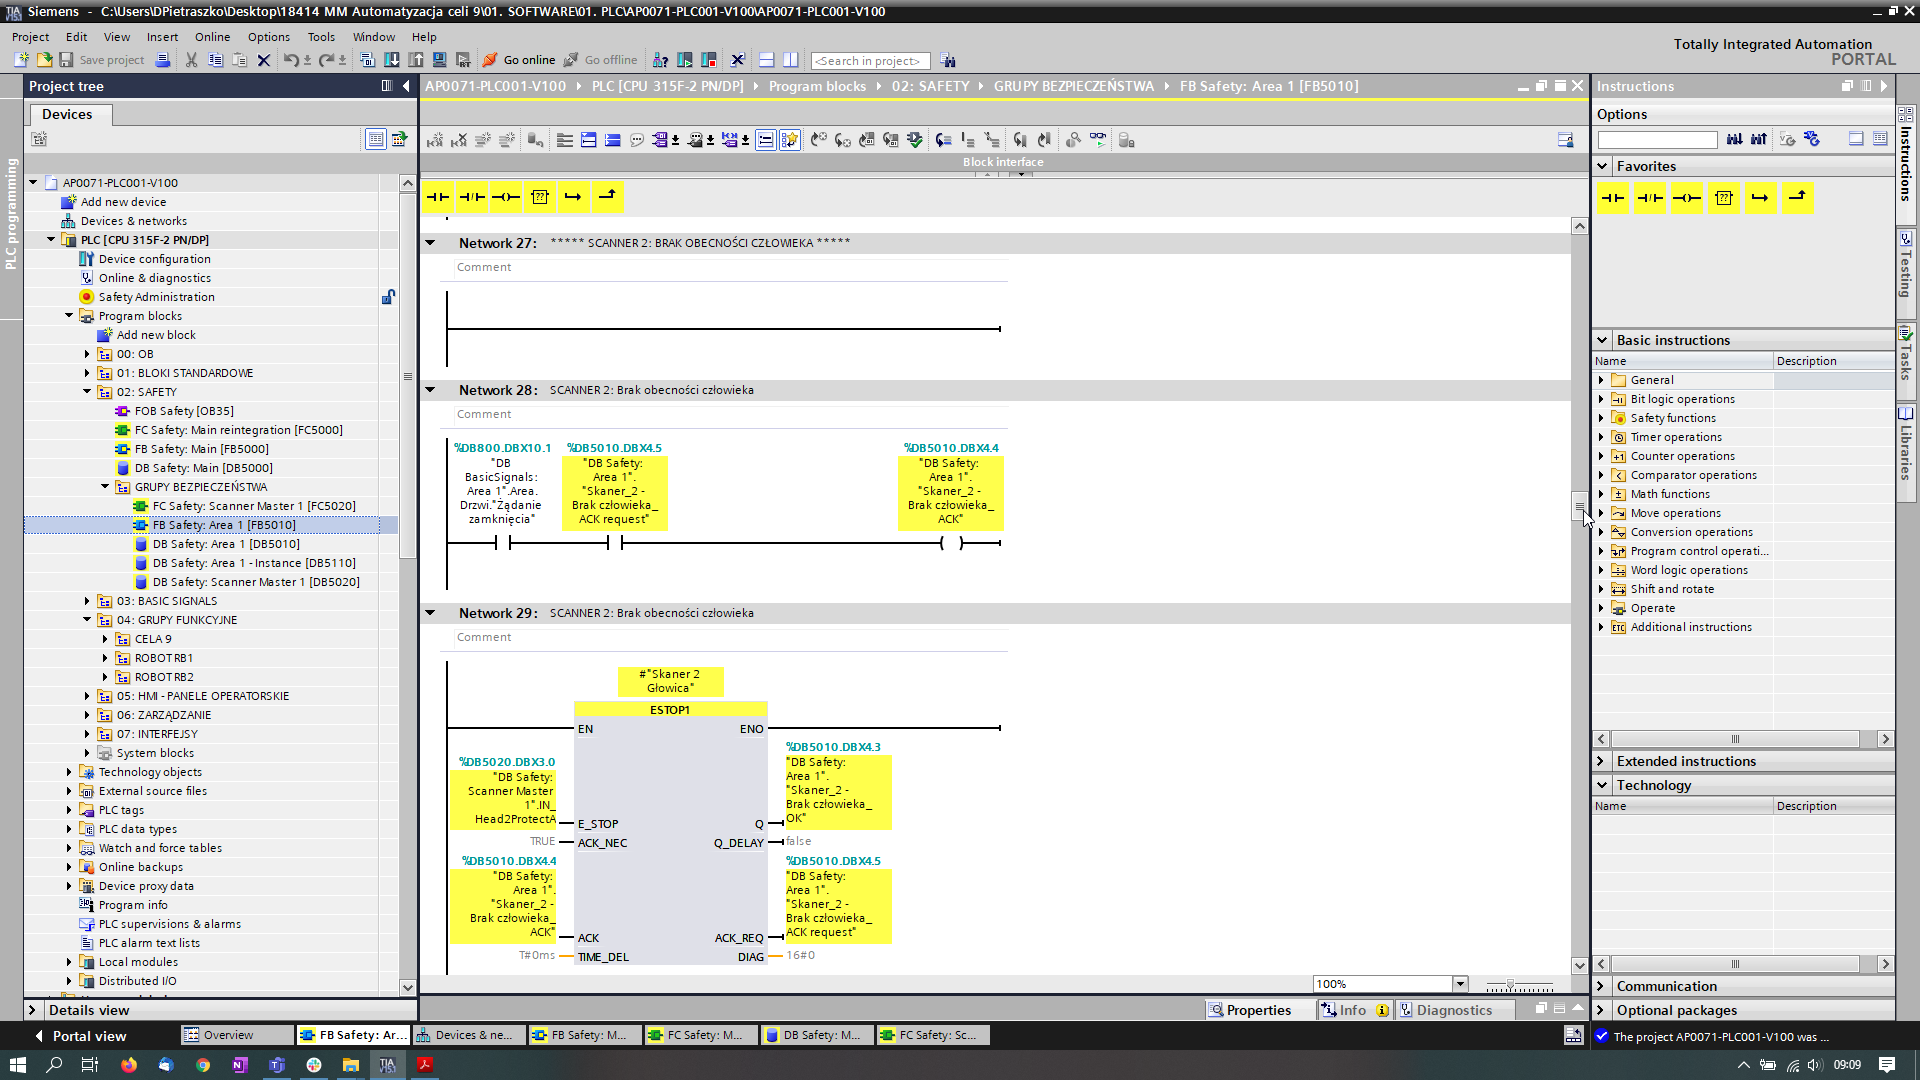 Siemens - C:\Users\DPietraszko\Desktop\18414 MM Automatyzacja celi 9\01. SOFTWARE\01. PLC\AP0071-PLC001-V100\AP0071-PLC001-V100
Project Edit View Insert Online Options Tools Window Help
Totally Integrated Automation
PORTAL
Save project
Go online
Go offline
<Search in project>
Project tree
AP0071-PLC001-V100 PLC [CPU 315F-2 PN/DP] Program blocks 02: SAFETY GRUPY BEZPIECZEŃSTWA FB Safety: Area 1 [FB5010]
Instructions
Devices
Options
PLC programming
Block interface
AP0071-PLC001-V100
Add new device
Devices & networks
PLC [CPU 315F-2 PN/DP]
Device configuration
Online & diagnostics
Safety Administration
Program blocks
Add new block
00: OB
01: BLOKI STANDARDOWE
02: SAFETY
FOB Safety [OB35]
FC Safety: Main reintegration [FC5000]
FB Safety: Main [FB5000]
DB Safety: Main [DB5000]
GRUPY BEZPIECZEŃSTWA
FC Safety: Scanner Master 1 [FC5020]
FB Safety: Area 1 [FB5010]
DB Safety: Area 1 [DB5010]
DB Safety: Area 1 - Instance [DB5110]
DB Safety: Scanner Master 1 [DB5020]
03: BASIC SIGNALS
04: GRUPY FUNKCYJNE
CELA 9
ROBOT RB1
ROBOT RB2
05: HMI - PANELE OPERATORSKIE
06: ZARZĄDZANIE
07: INTERFEJSY
System blocks
Technology objects
External source files
PLC tags
PLC data types
Watch and force tables
Online backups
Device proxy data
Program info
PLC supervisions & alarms
PLC alarm text lists
Local modules
Distributed I/O
Details view
Network 27: ***** SCANNER 2: BRAK OBECNOŚCI CZŁOWIEKA *****
Comment
Network 28: SCANNER 2: Brak obecności człowieka
Comment
%DB800.DBX10.1
"DB
BasicSignals:
Area 1".Area.
Drzwi."Żądanie
zamknięcia"
%DB5010.DBX4.5
"DB Safety:
Area 1".
"Skaner_2 -
Brak człowieka_
ACK request"
%DB5010.DBX4.4
"DB Safety:
Area 1".
"Skaner_2 -
Brak człowieka_
ACK"
Network 29: SCANNER 2: Brak obecności człowieka
Comment
#"Skaner 2
Głowica"
ESTOP1
EN ENO
%DB5020.DBX3.0
"DB Safety:
Scanner Master
1".IN_
Head2ProtectA
E_STOP
%DB5010.DBX4.3
"DB Safety:
Area 1".
"Skaner_2 -
Brak człowieka_
OK"
Q
TRUE ACK_NEC Q_DELAY false
%DB5010.DBX4.4
"DB Safety:
Area 1".
"Skaner_2 -
Brak człowieka_
ACK"
ACK
%DB5010.DBX4.5
"DB Safety:
Area 1".
"Skaner_2 -
Brak człowieka_
ACK request"
ACK_REQ
T#0ms TIME_DEL DIAG 16#0
100%
Properties Info Diagnostics
Favorites
Basic instructions
Name Description
General
Bit logic operations
Safety functions
Timer operations
Counter operations
Comparator operations
Math functions
Move operations
Conversion operations
Program control operati...
Word logic operations
Shift and rotate
Operate
Additional instructions
Extended instructions
Technology
Name Description
Communication
Optional packages
Instructions
Testing
Tasks
Libraries
Portal view
Overview
FB Safety: Ar...
Devices & ne...
FB Safety: M...
FC Safety: M...
DB Safety: M...
FC Safety: Sc...
The project AP0071-PLC001-V100 was ...
09:09